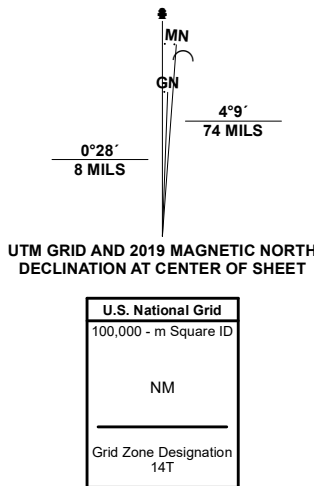 MN
GN
4°9´
74 MILS
0°28´
8 MILS
UTM GRID AND 2019 MAGNETIC NORTH
DECLINATION AT CENTER OF SHEET
U.S. National Grid
100,000 - m Square ID
NM
Grid Zone Designation
14T